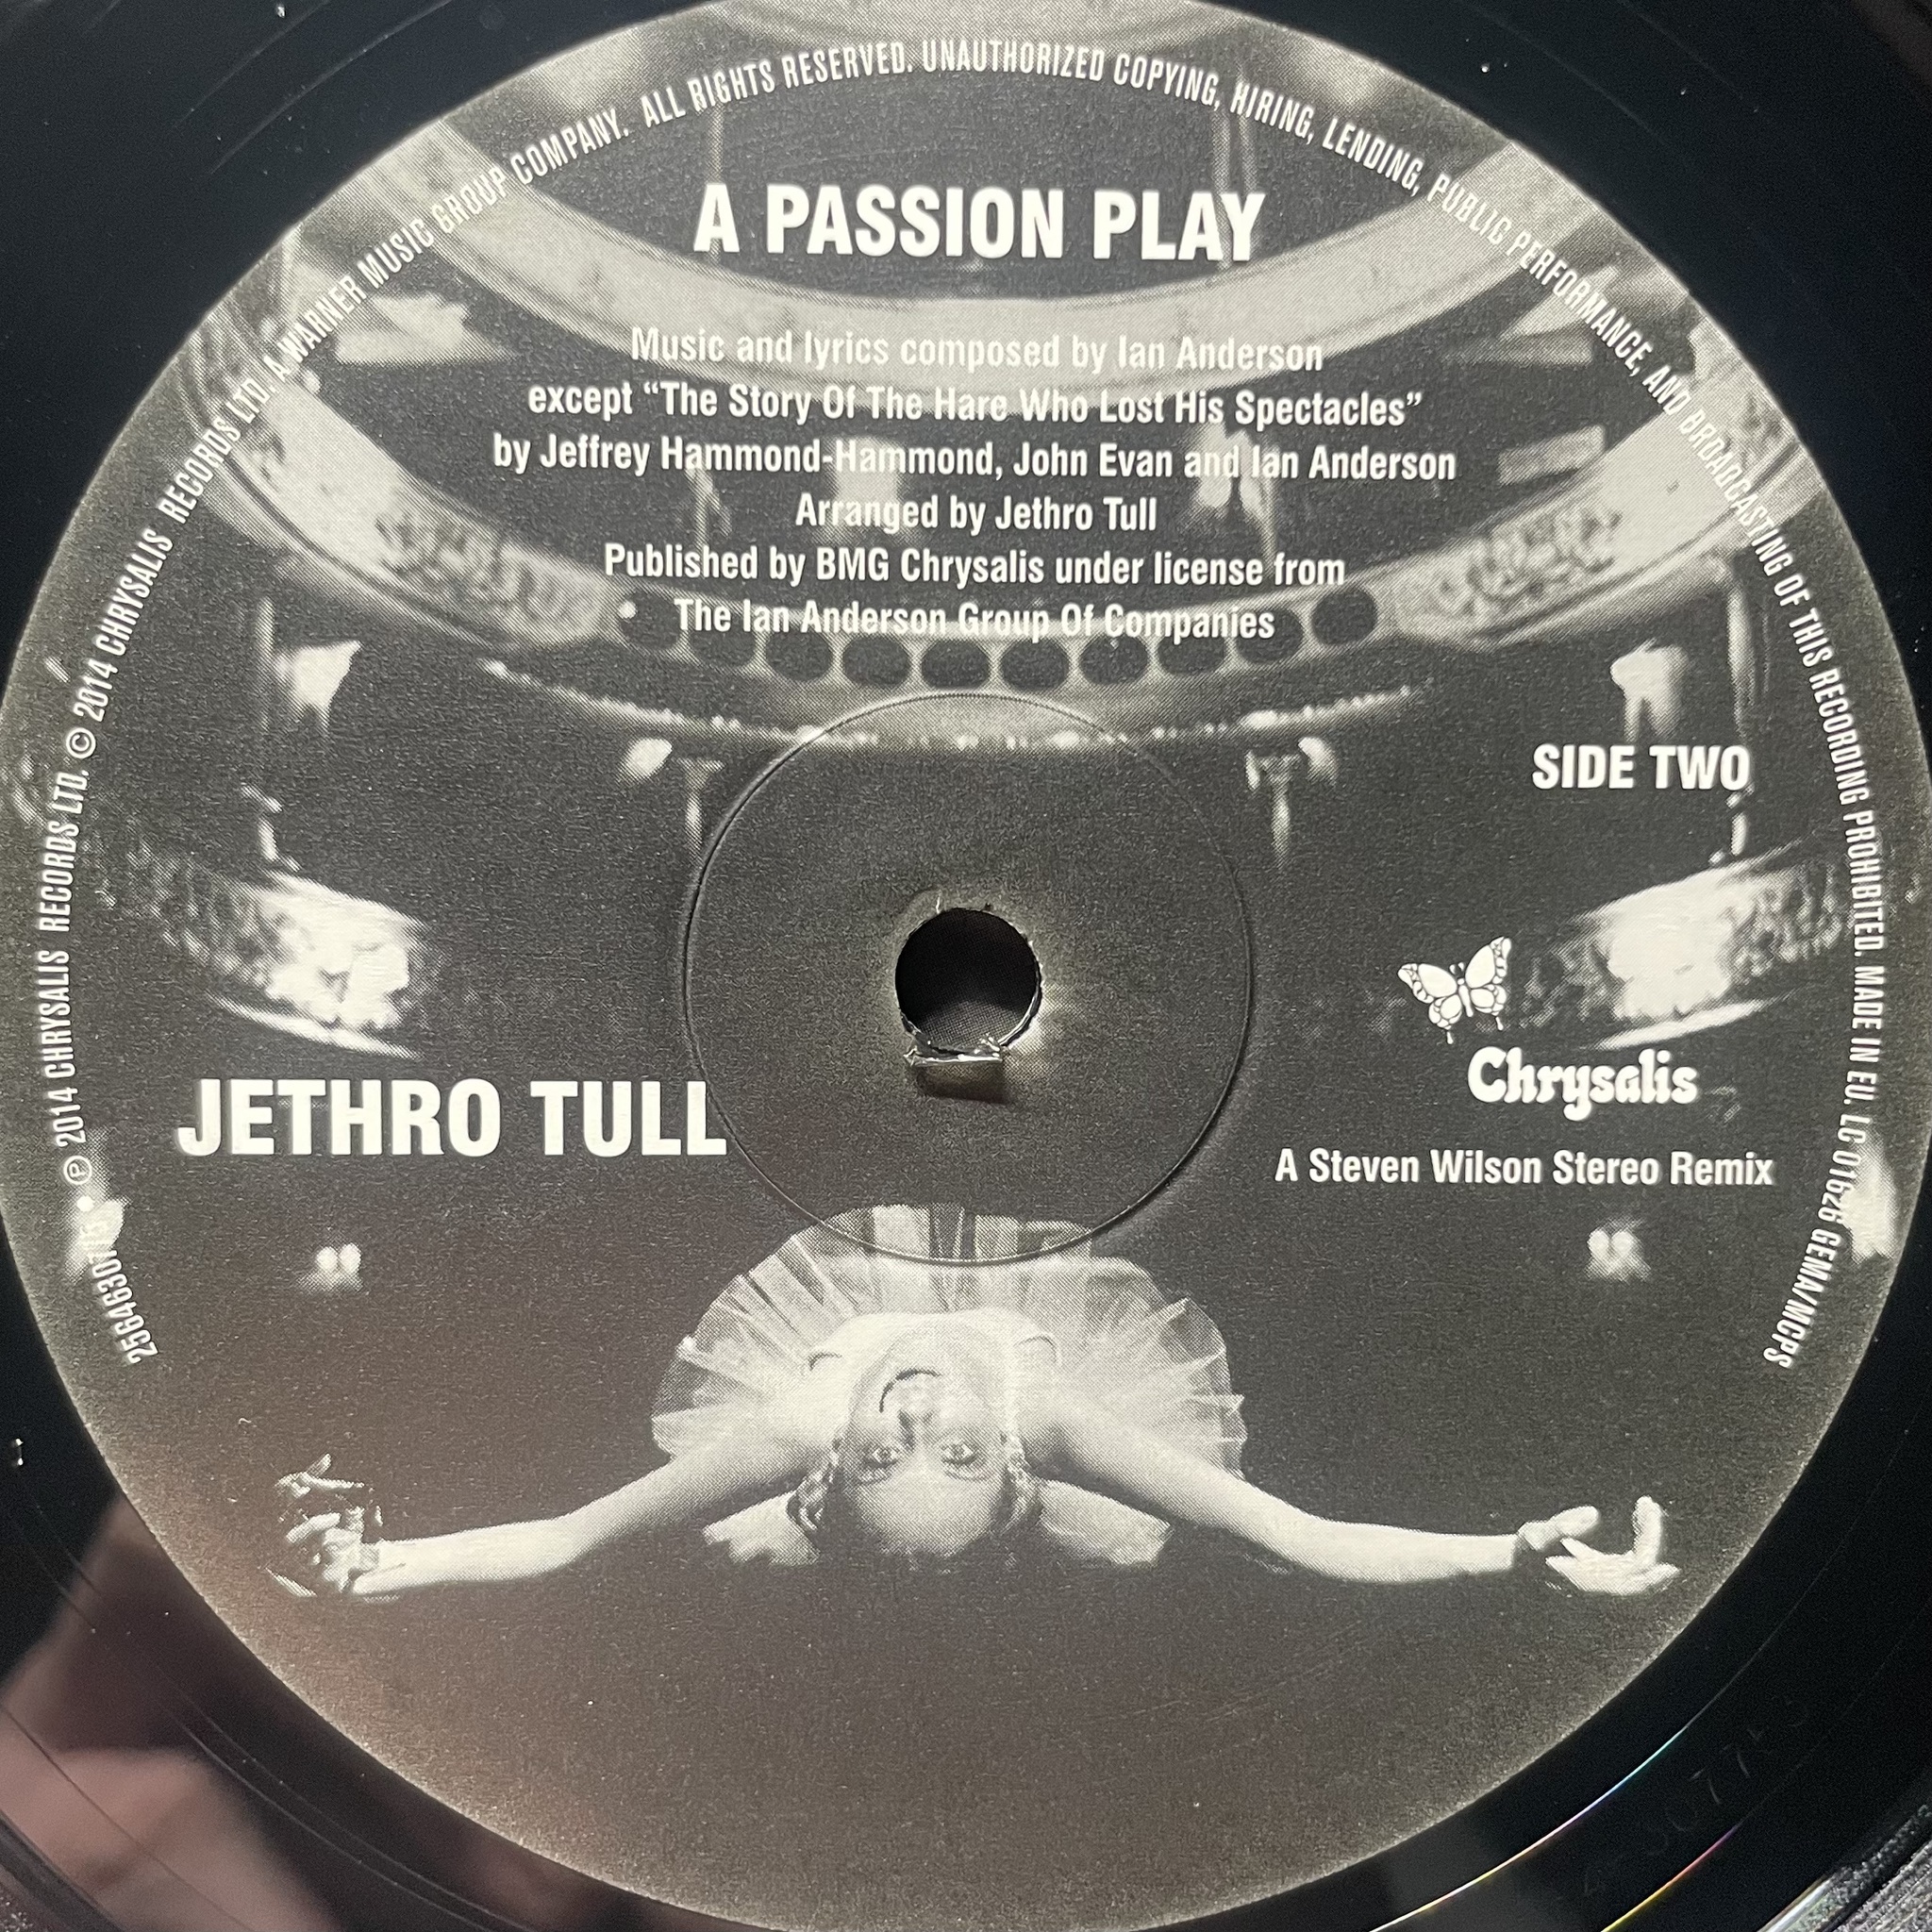 A PASSION PLAY
Music and lyrics composed by Ian Anderson
except “The Story Of The Hare Who Lost His Spectacles”
by Jeffrey Hammond-Hammond, John Evan and Ian Anderson
Arranged by Jethro Tull
Published by BMG Chrysalis under license from
The Ian Anderson Group Of Companies
SIDE TWO
JETHRO TULL
Chrysalis
A Steven Wilson Stereo Remix
℗ 2014 CHRYSALIS RECORDS LTD. © 2014 CHRYSALIS RECORDS LTD. A WARNER MUSIC GROUP COMPANY. ALL RIGHTS RESERVED. UNAUTHORIZED COPYING, HIRING, LENDING, PUBLIC PERFORMANCE, AND BROADCASTING OF THIS RECORDING PROHIBITED. MADE IN EU. LC 01626 GEMA/MCPS